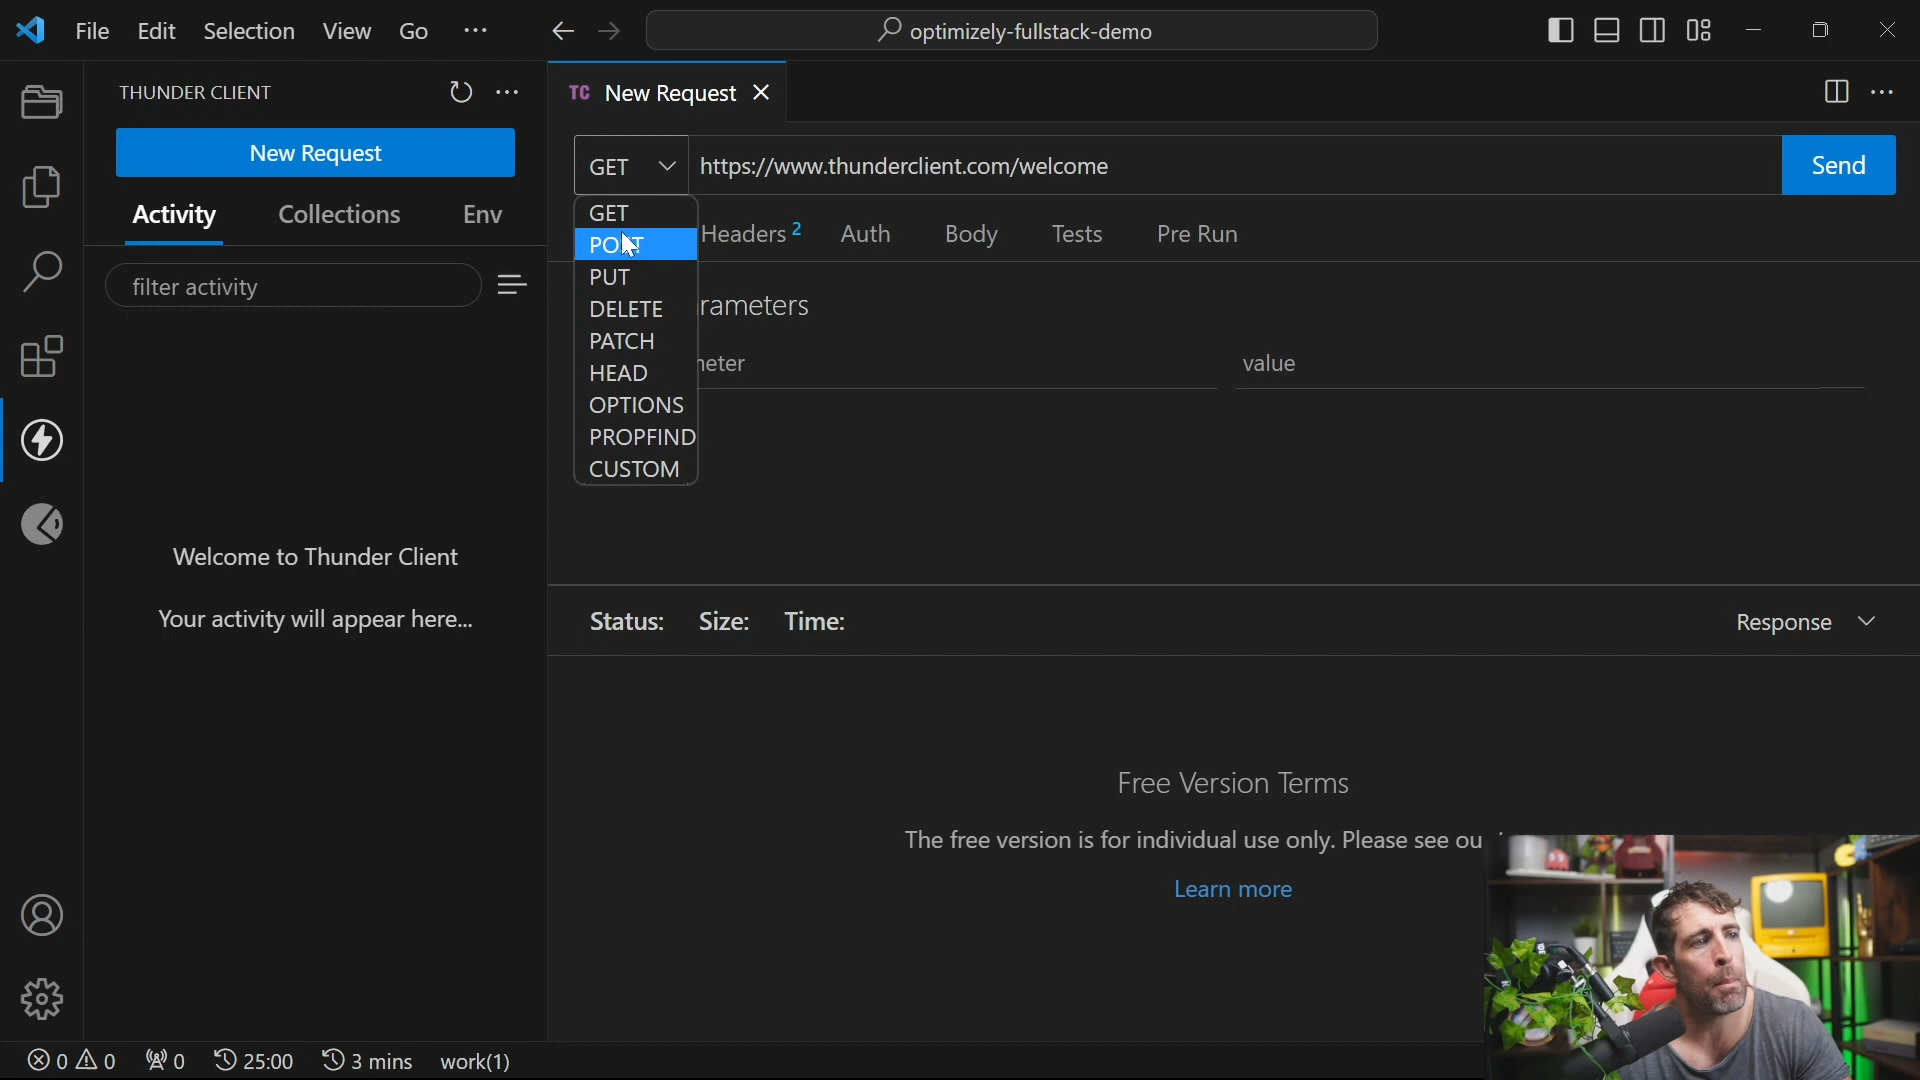 File Edit Selection View Go ···
optimizely-fullstack-demo
THUNDER CLIENT
New Request
Activity Collections Env
filter activity
Welcome to Thunder Client
Your activity will appear here...
TC New Request
GET https://www.thunderclient.com/welcome Send
Headers 2 Auth Body Tests Pre Run
GET
POST
PUT
DELETE
PATCH
HEAD
OPTIONS
PROPFIND
CUSTOM
rameters
neter value
Status: Size: Time: Response
Free Version Terms
The free version is for individual use only. Please see ou
Learn more
0 0 0 25:00 3 mins work(1)